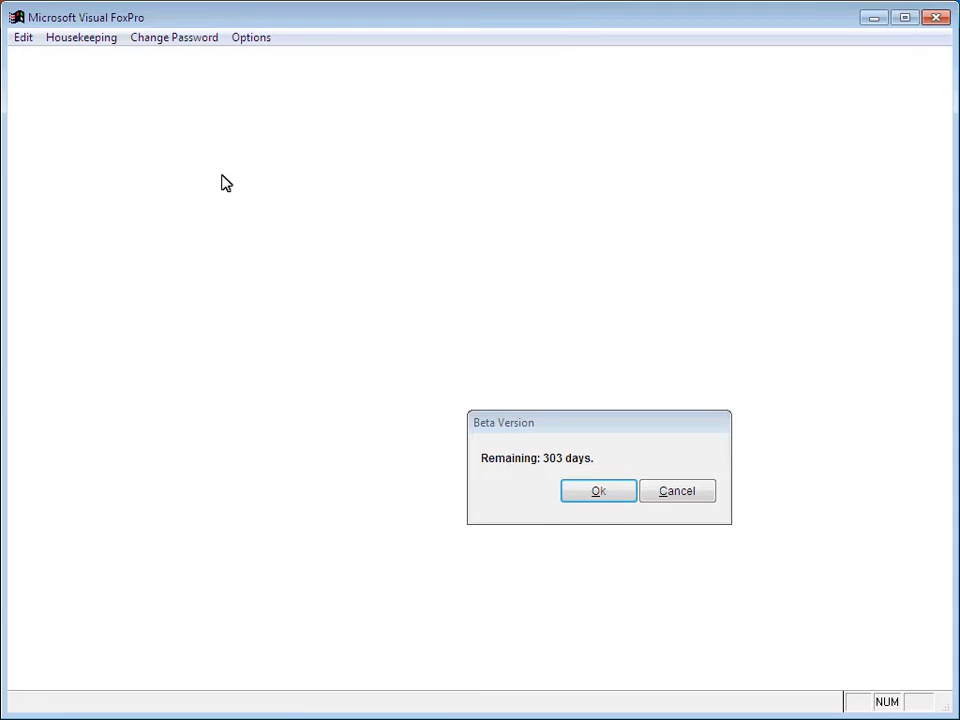 Microsoft Visual FoxPro
Edit Housekeeping Change Password Options
Beta Version
Remaining: 303 days.
Ok Cancel
NUM